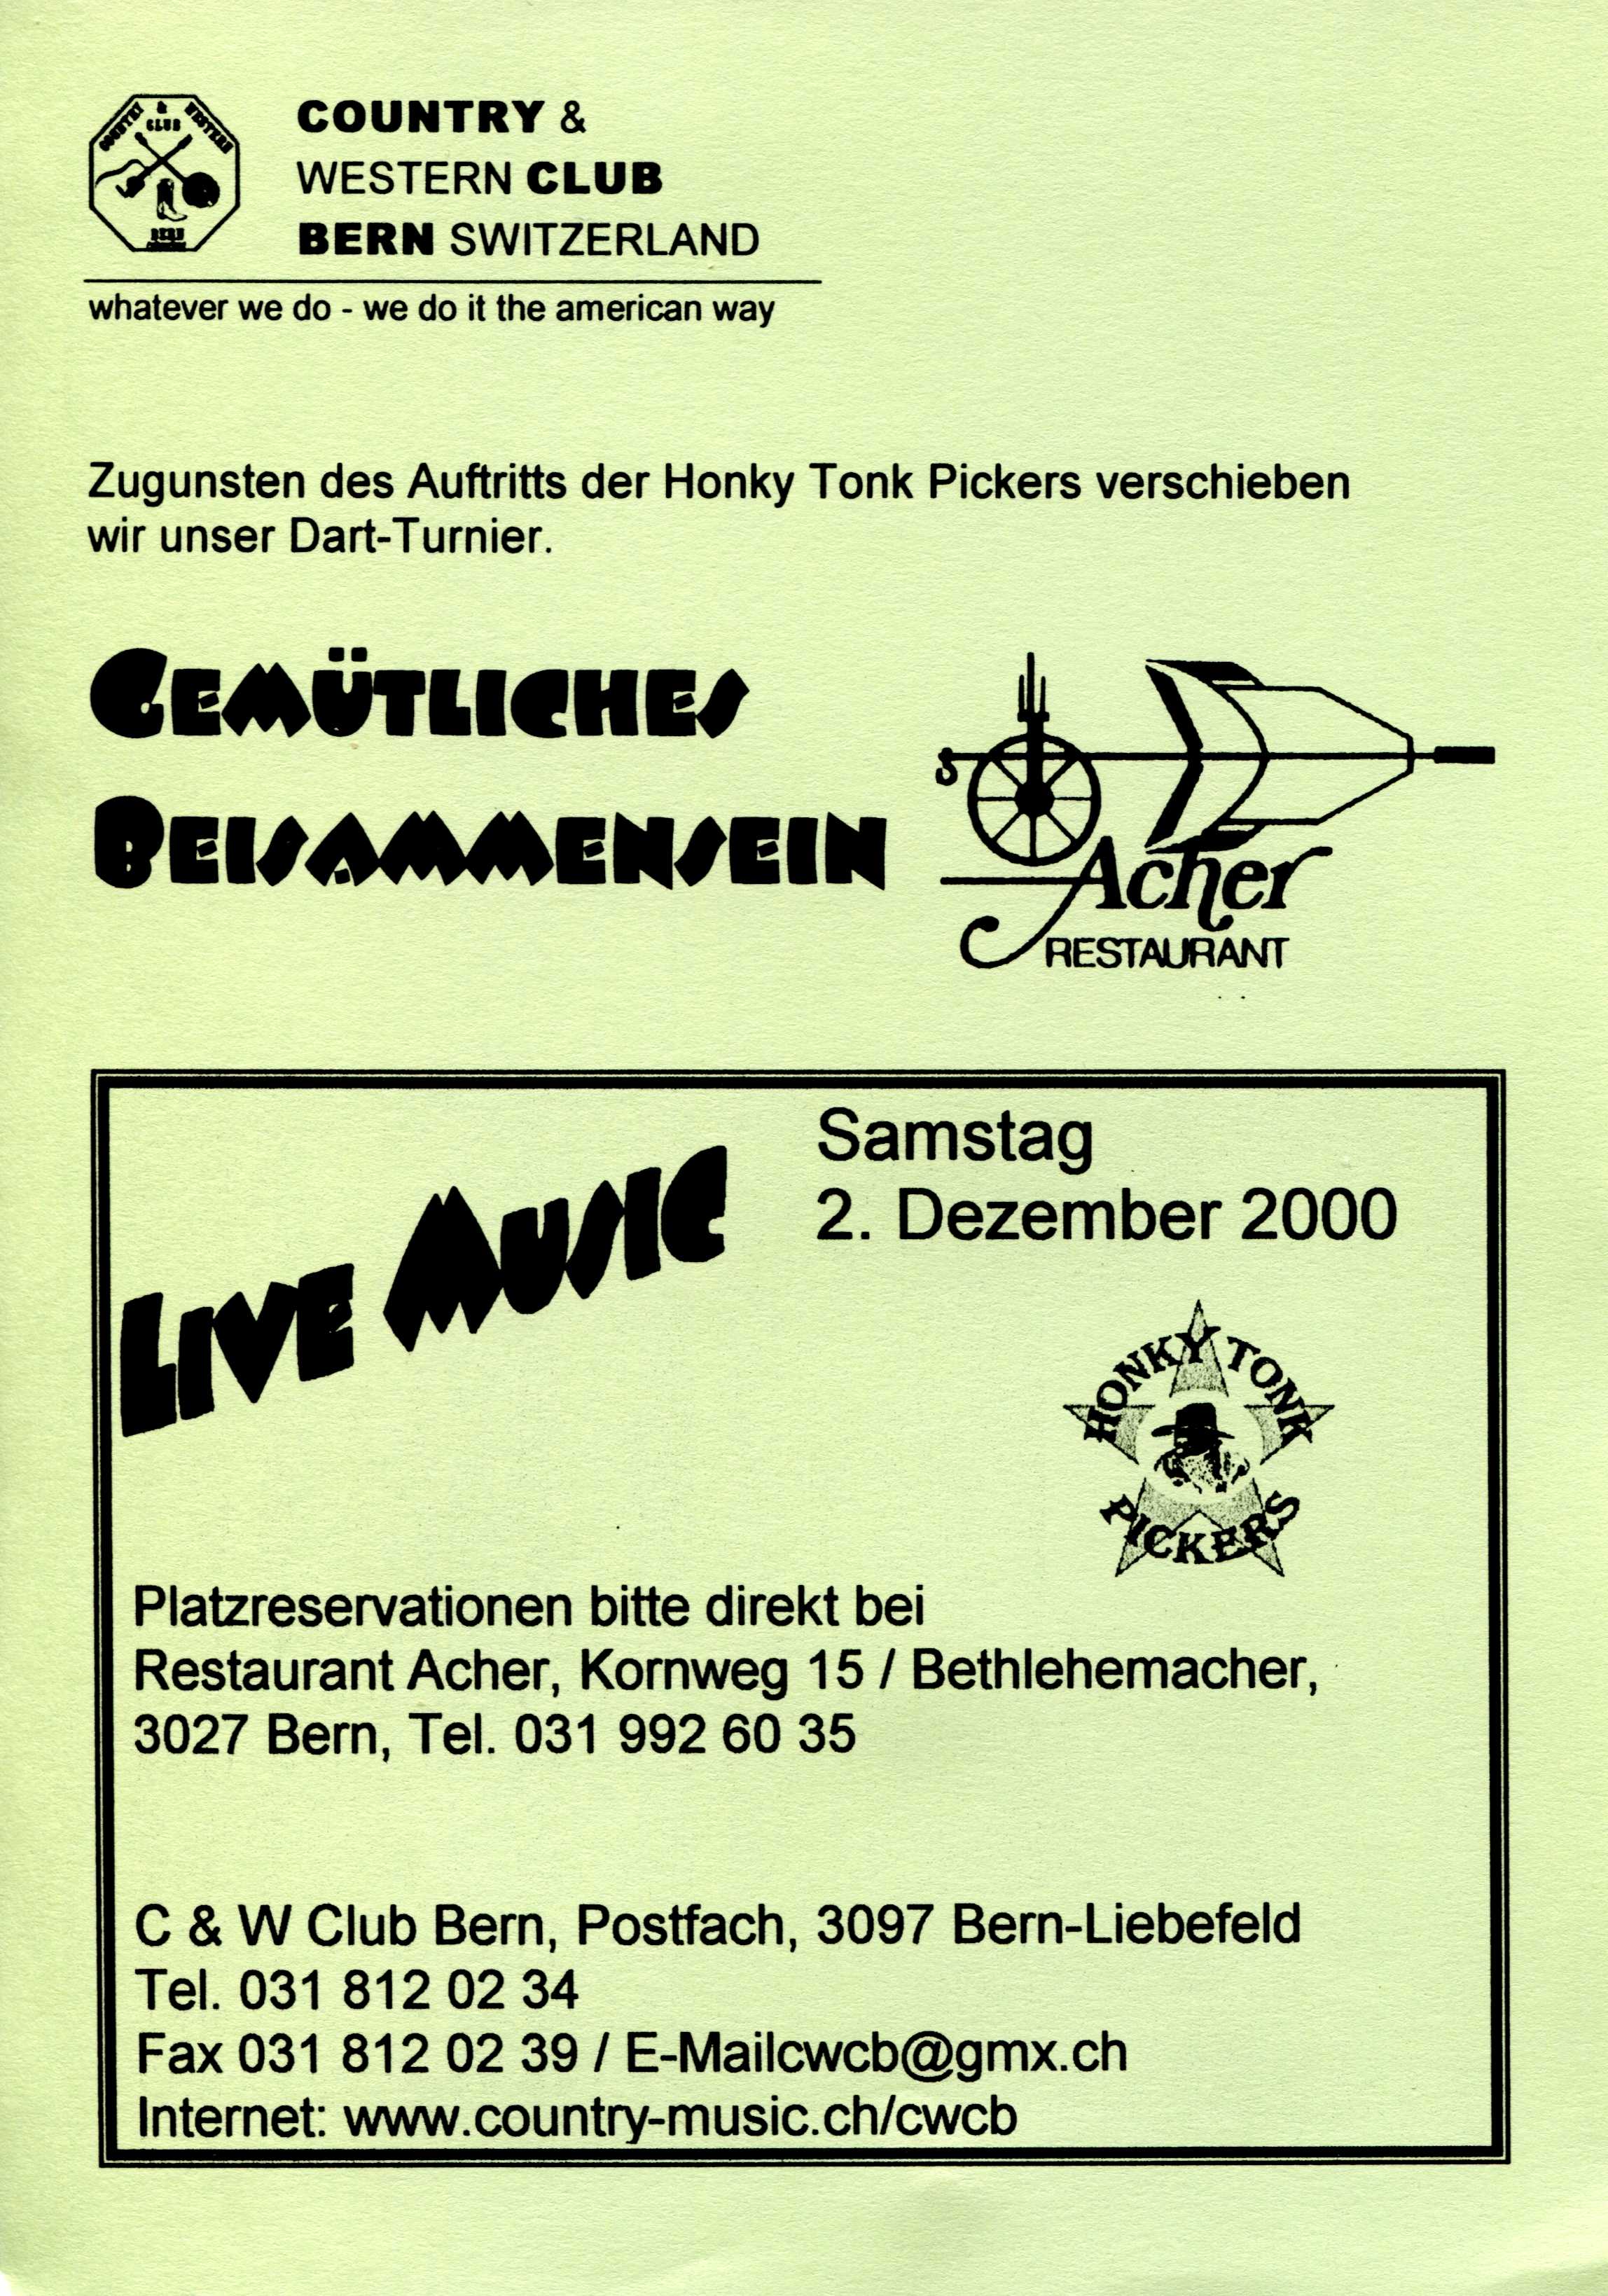 COUNTRY & WESTERN
CLUB
BERN
COUNTRY &
WESTERN CLUB
BERN SWITZERLAND
whatever we do - we do it the american way
Zugunsten des Auftritts der Honky Tonk Pickers verschieben
wir unser Dart-Turnier.
GEMÜTLICHES
BEISAMMENSEIN
Acher
RESTAURANT
Samstag
2. Dezember 2000
LIVE MUSIC
HONKY TONK
PICKERS
Platzreservationen bitte direkt bei
Restaurant Acher, Kornweg 15 / Bethlehemacher,
3027 Bern, Tel. 031 992 60 35
C & W Club Bern, Postfach, 3097 Bern-Liebefeld
Tel. 031 812 02 34
Fax 031 812 02 39 / E-Mailcwcb@gmx.ch
Internet: www.country-music.ch/cwcb